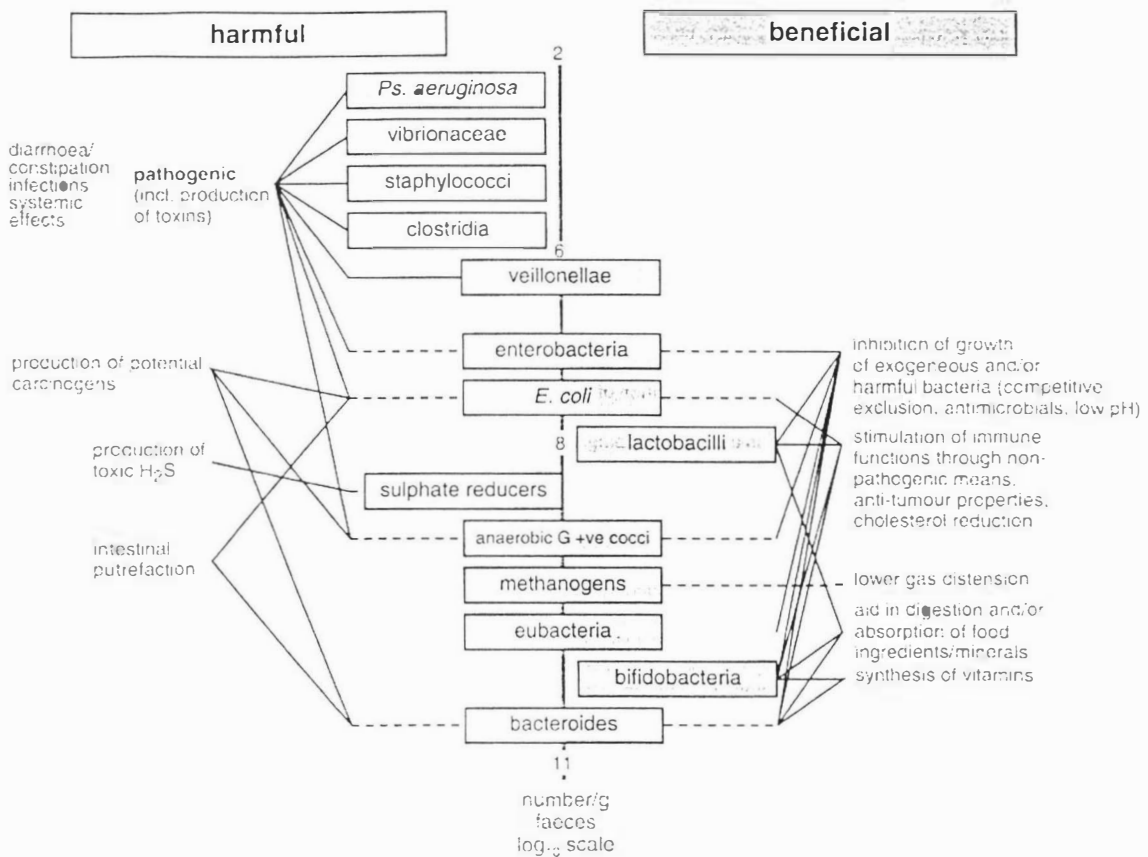 harmful
beneficial
2
Ps. aeruginosa
vibrionaceae
staphylococci
clostridia
diarrhoea/
constipation
infections
systemic
effects
pathogenic
(incl. production
of toxins)
6
veillonellae
enterobacteria
E. coli
8
lactobacilli
sulphate reducers
anaerobic G +ve cocci
methanogens
eubacteria
bifidobacteria
bacteroides
11
number/g
faeces
log₁₀ scale
production of potential
carcinogens
production of
toxic H₂S
intestinal
putrefaction
inhibition of growth
of exogeneous and/or
harmful bacteria (competitive
exclusion, antimicrobials, low pH)
stimulation of immune
functions through non-
pathogenic means,
anti-tumour properties,
cholesterol reduction
lower gas distension
aid in digestion and/or
absorption of food
ingredients/minerals
synthesis of vitamins